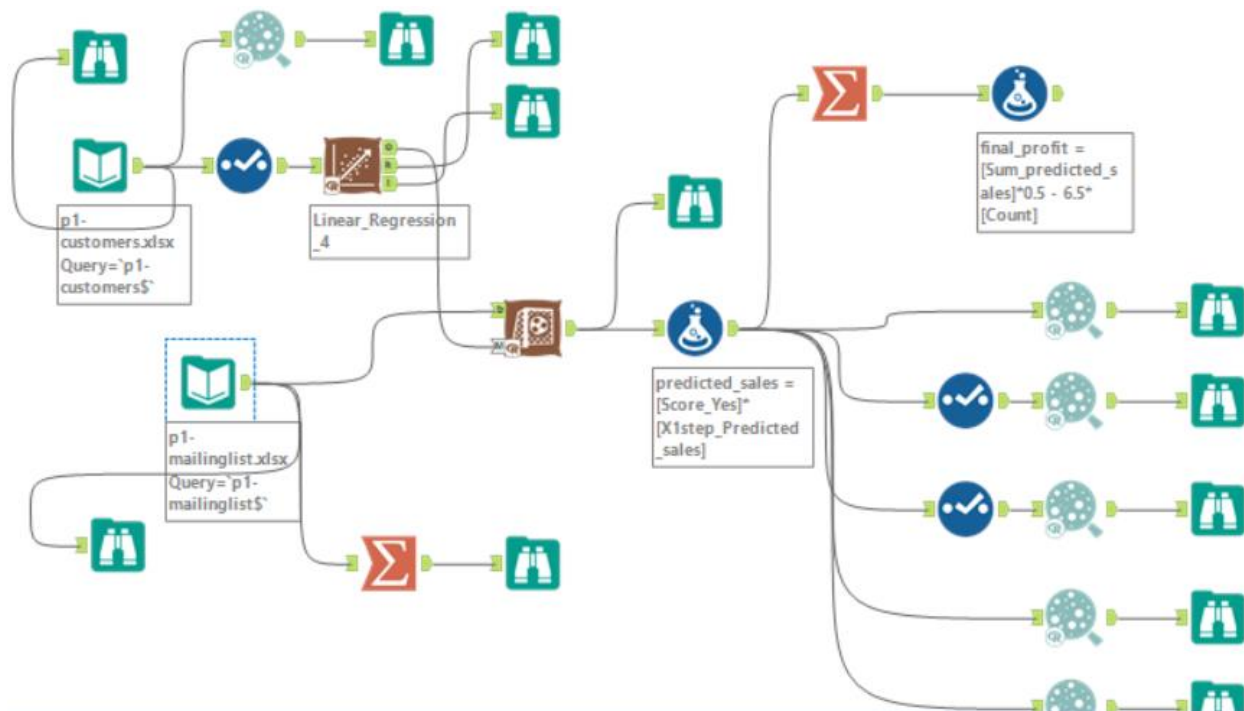 p1-
customers.xlsx
Query=`p1-
customers$`
Linear_Regression
_4
O
R
I
final_profit =
[Sum_predicted_s
ales]*0.5 - 6.5*
[Count]
p1-
mailinglist.xlsx
Query=`p1-
mailinglist$`
D
M
predicted_sales =
[Score_Yes]*
[X1step_Predicted
_sales]